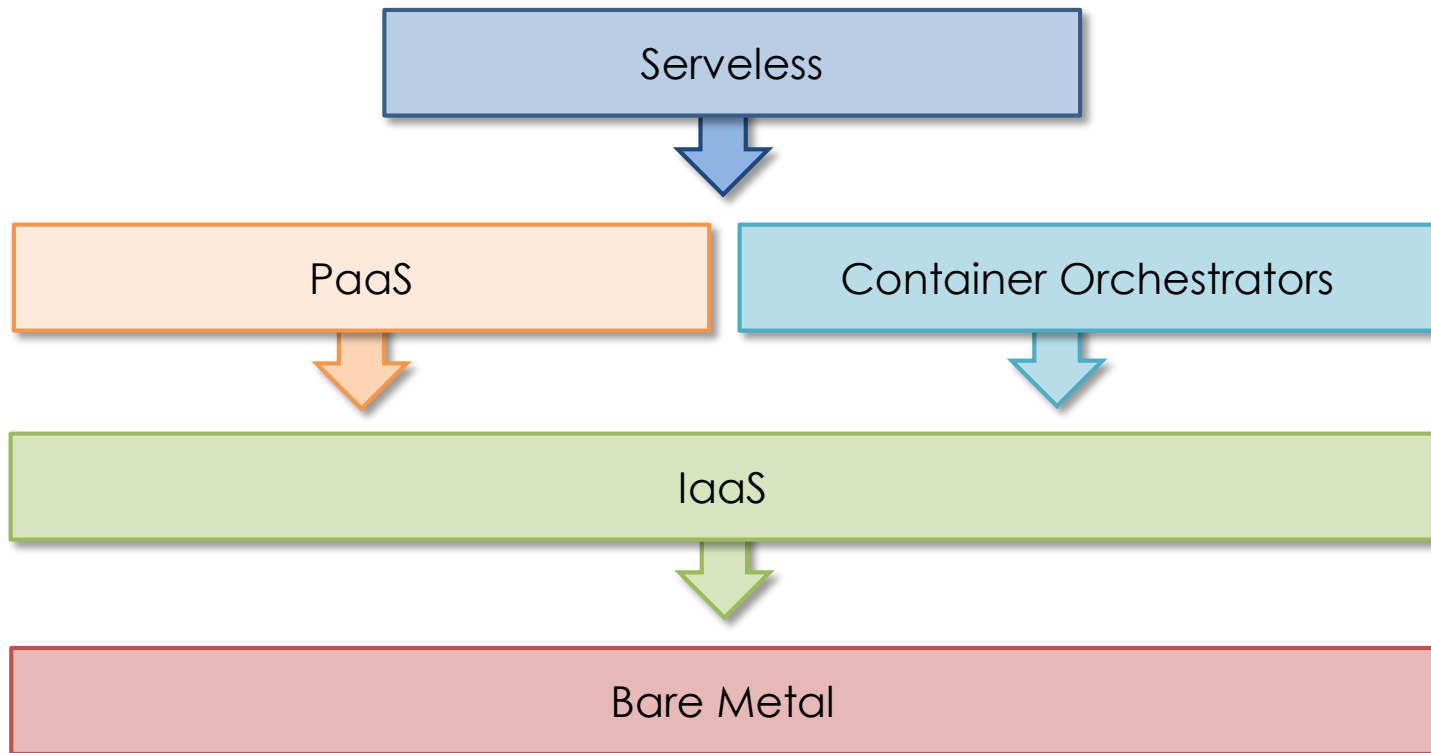 Serveless
PaaS
Container Orchestrators
IaaS
Bare Metal